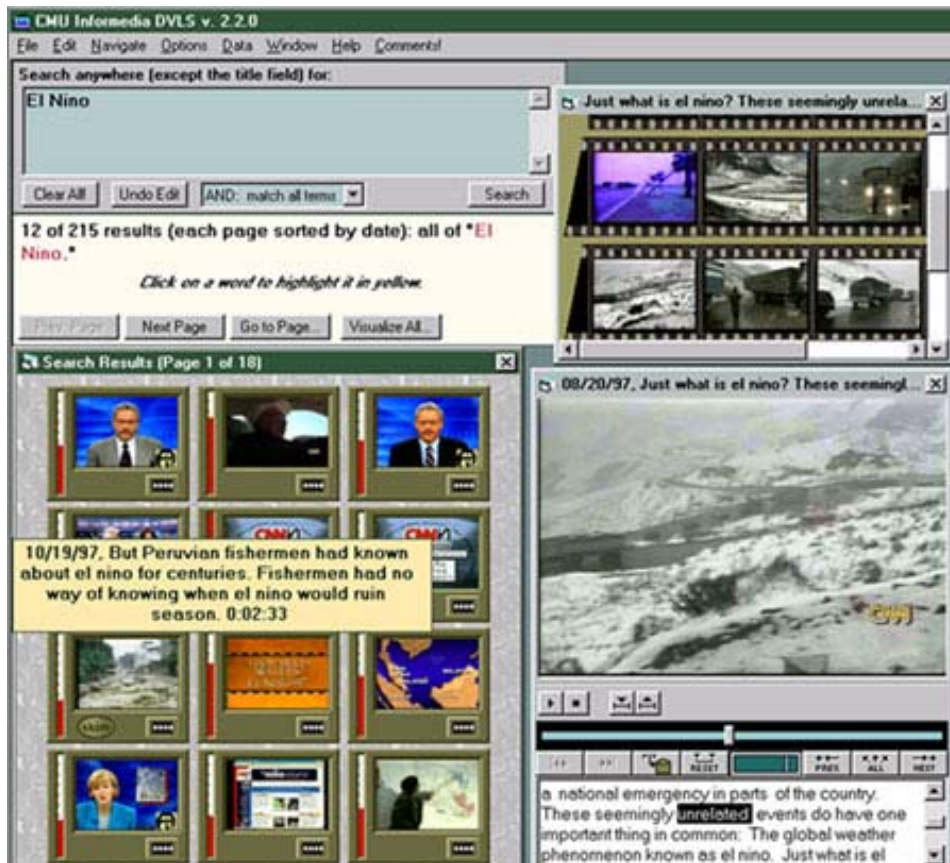 CMU Informedia DVLS v. 2.2.0
File Edit Navigate Options Data Window Help Comments!
Search anywhere (except the title field) for:
El Nino
Clear All! Undo Edit AND: match all terms Search
12 of 215 results (each page sorted by date): all of "El
Nino."
Click on a word to highlight it in yellow.
Prev Page Next Page Go to Page... Visualize All...
Just what is el nino? These seemingly unrela...
Search Results (Page 1 of 18)
CNN CNN
10/19/97, But Peruvian fishermen had known
about el nino for centuries. Fishermen had no
way of knowing when el nino would ruin
season. 0:02:33
08/20/97, Just what is el nino? These seemingl...
CNN
RESET PREV ALL NEXT
a national emergency in parts of the country.
These seemingly unrelated events do have one
important thing in common: The global weather
phenomenon known as el nino. Just what is el